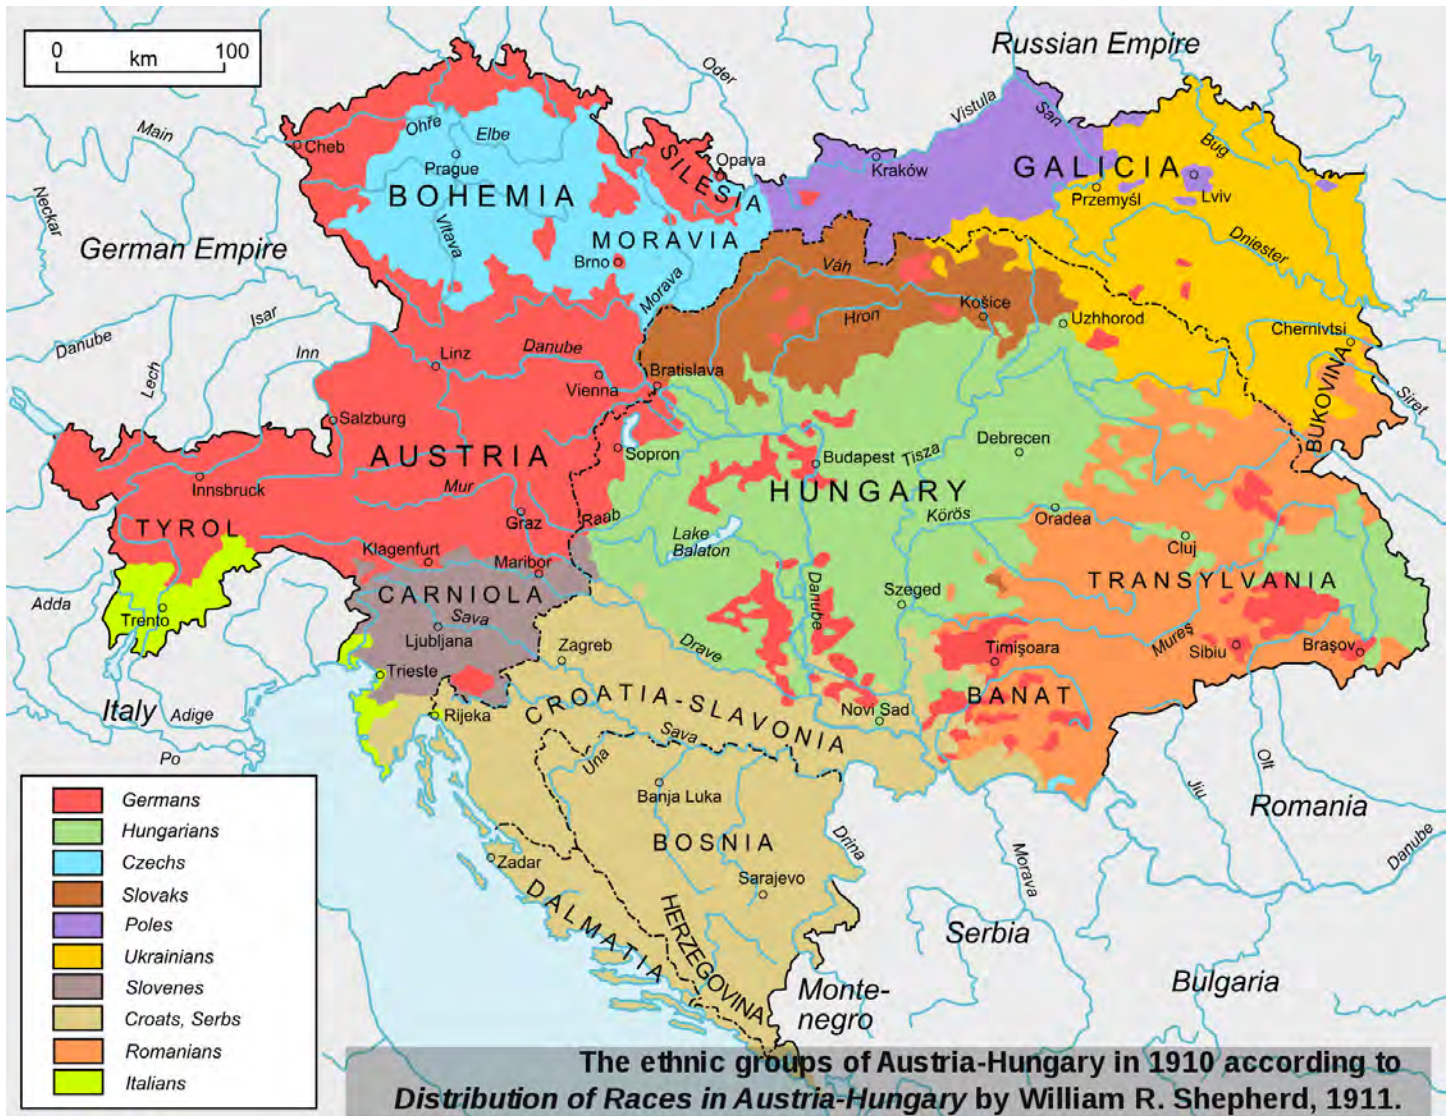 0 100
km
Russian Empire
Oder
Vistula
San
Bug
Main
Cheb
Ohře
Elbe
Prague
BOHEMIA
Vltava
SILESIA
Opava
Kraków
GALICIA
Przemyśl
Lviv
Neckar
German Empire
MORAVIA
Brno
Morava
Dniester
Váh
Hron
Košice
Uzhhorod
Chernivtsi
BUKOVINA
Siret
Danube
Isar
Lech
Inn
Linz
Danube
Vienna
Bratislava
Salzburg
AUSTRIA
Sopron
Budapest
Tisza
Debrecen
HUNGARY
Innsbruck
Mur
Graz
Raab
Körös
Oradea
Cluj
TYROL
Lake
Balaton
Klagenfurt
Maribor
CARNIOLA
Sava
Ljubljana
Danube
Szeged
TRANSYLVANIA
Adda
Trento
Drave
Zagreb
Trieste
Timişoara
Mureş
Sibiu
Braşov
Italy
Adige
Po
Rijeka
CROATIA-SLAVONIA
Novi Sad
BANAT
Una
Sava
Banja Luka
BOSNIA
Drina
Jiu
Olt
Romania
Danube
Zadar
Sarajevo
DALMATIA
HERZEGOVINA
Morava
Serbia
Bulgaria
Monte-
negro
Germans
Hungarians
Czechs
Slovaks
Poles
Ukrainians
Slovenes
Croats, Serbs
Romanians
Italians
The ethnic groups of Austria-Hungary in 1910 according to
Distribution of Races in Austria-Hungary by William R. Shepherd, 1911.